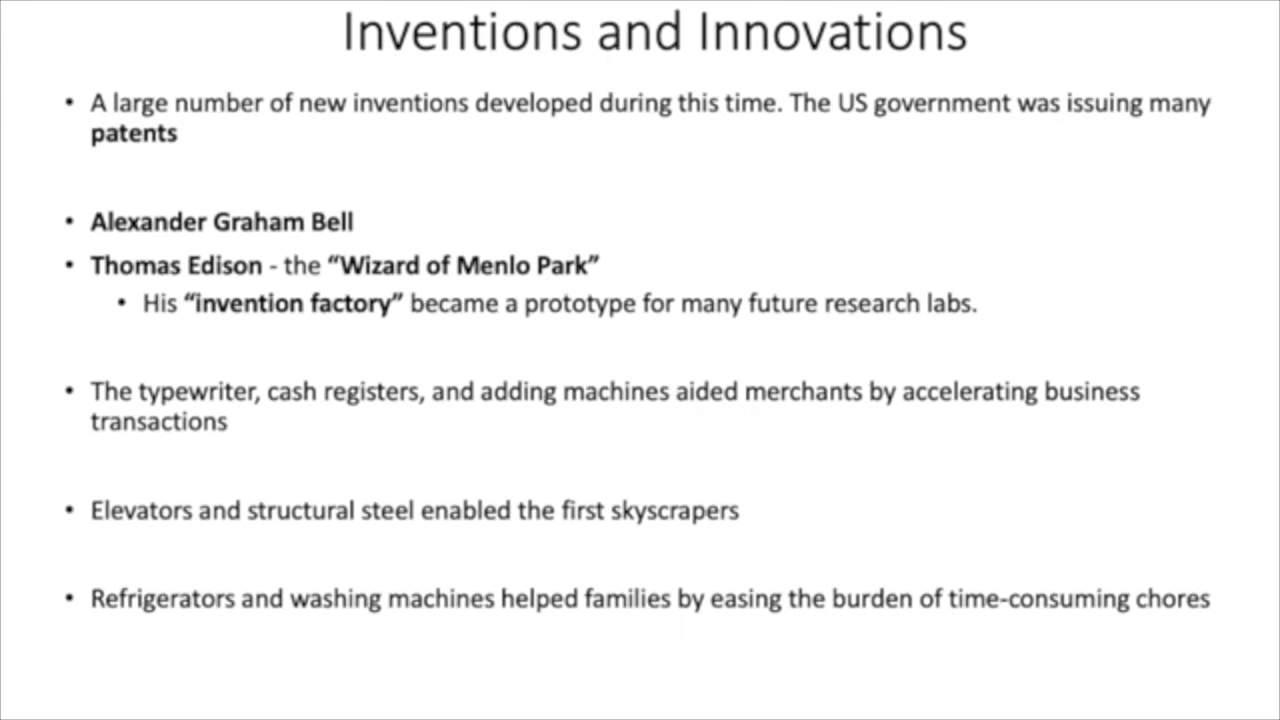 Inventions and Innovations
• A large number of new inventions developed during this time. The US government was issuing many
patents
• Alexander Graham Bell
• Thomas Edison - the “Wizard of Menlo Park”
• His “invention factory” became a prototype for many future research labs.
• The typewriter, cash registers, and adding machines aided merchants by accelerating business
transactions
• Elevators and structural steel enabled the first skyscrapers
• Refrigerators and washing machines helped families by easing the burden of time-consuming chores